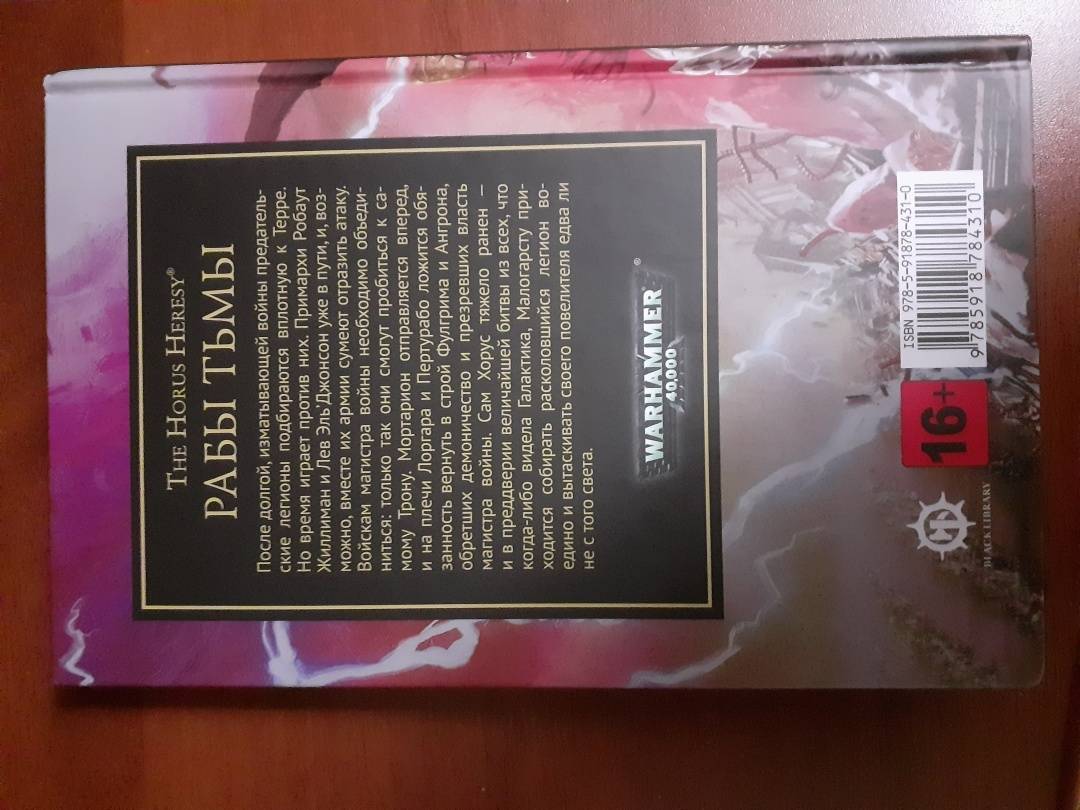 THE HORUS HERESY®
РАБЫ ТЬМЫ
После долгой, изматывающей войны предатель-
ские легионы подбираются вплотную к Терре.
Но время играет против них. Примархи Робаут
Жиллиман и Лев Эль'Джонсон уже в пути, и, воз-
можно, вместе их армии сумеют отразить атаку.
Войскам магистра войны необходимо объеди-
ниться: только так они смогут пробиться к са-
мому Трону. Мортарион отправляется вперед,
и на плечи Лоргара и Пертурабо ложится обя-
занность вернуть в строй Фулгрима и Ангрона,
обретших демоничество и презревших власть
магистра войны. Сам Хорус тяжело ранен –
и в преддверии величайшей битвы из всех, что
когда-либо видела Галактика, Малогарсту при-
ходится собирать расколовшийся легион во-
едино и вытаскивать своего повелителя едва ли
не с того света.
WARHAMMER®
40,000
BLACK LIBRARY
16+
ISBN 978-5-91878-431-0
9 785918 784310